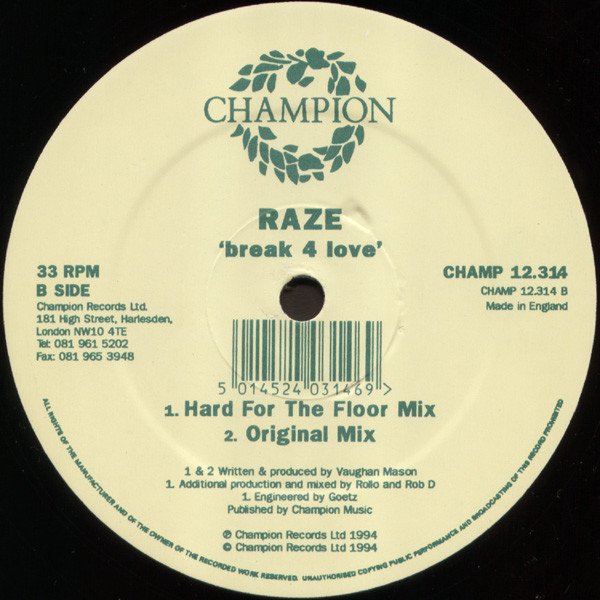 CHAMPION
RAZE
'break 4 love'
33 RPM
B SIDE
Champion Records Ltd.
181 High Street, Harlesden,
London NW10 4TE
Tel: 081 961 5202
Fax: 081 965 3948
CHAMP 12.314
CHAMP 12.314 B
Made in England
5 014524 031469 >
1. Hard For The Floor Mix
2. Original Mix
1 & 2 Written & produced by Vaughan Mason
1. Additional production and mixed by Rollo and Rob D
1. Engineered by Goetz
Published by Champion Music
℗ Champion Records Ltd 1994
© Champion Records Ltd 1994
ALL RIGHTS OF THE MANUFACTURER AND OF THE OWNER OF THE RECORDED WORK RESERVED. UNAUTHORISED COPYING PUBLIC PERFORMANCE AND BROADCASTING OF THIS RECORD PROHIBITED